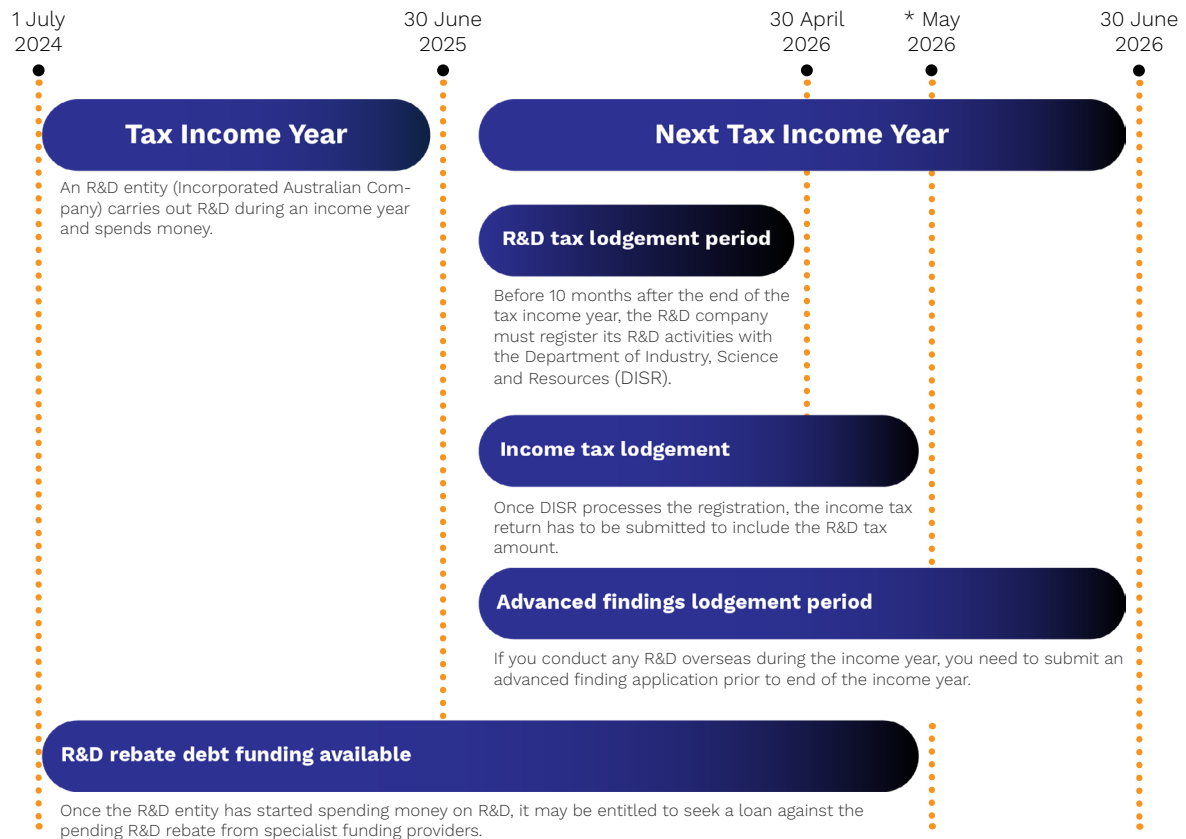 1 July
2024
30 June
2025
30 April
2026
* May
2026
30 June
2026
Tax Income Year
Next Tax Income Year
An R&D entity (Incorporated Australian Com-
pany) carries out R&D during an income year
and spends money.
R&D tax lodgement period
Before 10 months after the end of the
tax income year, the R&D company
must register its R&D activities with
the Department of Industry, Science
and Resources (DISR).
Income tax lodgement
Once DISR processes the registration, the income tax
return has to be submitted to include the R&D tax
amount.
Advanced findings lodgement period
If you conduct any R&D overseas during the income year, you need to submit an
advanced finding application prior to end of the income year.
R&D rebate debt funding available
Once the R&D entity has started spending money on R&D, it may be entitled to seek a loan against the
pending R&D rebate from specialist funding providers.